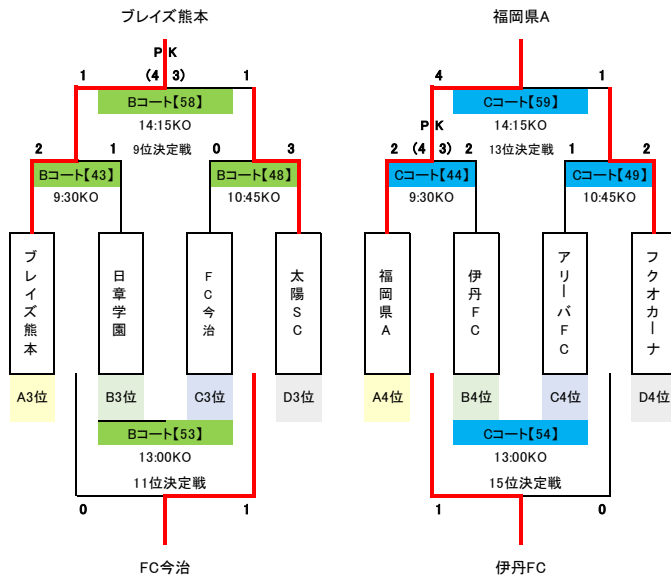 ブレイズ熊本
福岡県A
PK
1 (4 3) 1
4 1
Bコート【58】
Cコート【59】
14:15KO
14:15KO
PK
2 1 0 3
9位決定戦
2 (4 3) 2 1 2
13位決定戦
Bコート【43】
Bコート【48】
Cコート【44】
Cコート【49】
9:30KO
10:45KO
9:30KO
10:45KO
ブレイズ熊本
日章学園
FC今治
太陽SC
福岡県A
伊丹FC
アリーバFC
フクオカーナ
A3位
B3位
C3位
D3位
A4位
B4位
C4位
D4位
Bコート【53】
Cコート【54】
13:00KO
13:00KO
11位決定戦
15位決定戦
0 1
1 0
FC今治
伊丹FC